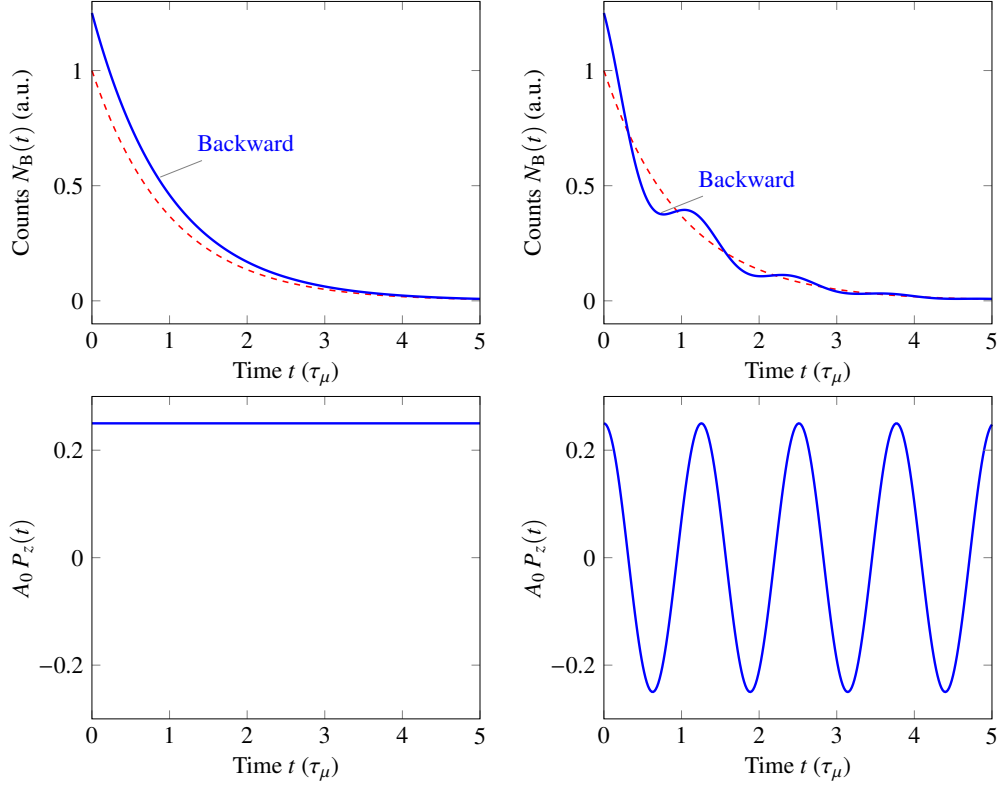 Counts N_B(t) (a.u.)
1
0.5
0
Backward
0 1 2 3 4 5
Time t (τ_μ)
Counts N_B(t) (a.u.)
1
0.5
0
Backward
0 1 2 3 4 5
Time t (τ_μ)
A_0 P_z(t)
0.2
0
−0.2
0 1 2 3 4 5
Time t (τ_μ)
A_0 P_z(t)
0.2
0
−0.2
0 1 2 3 4 5
Time t (τ_μ)